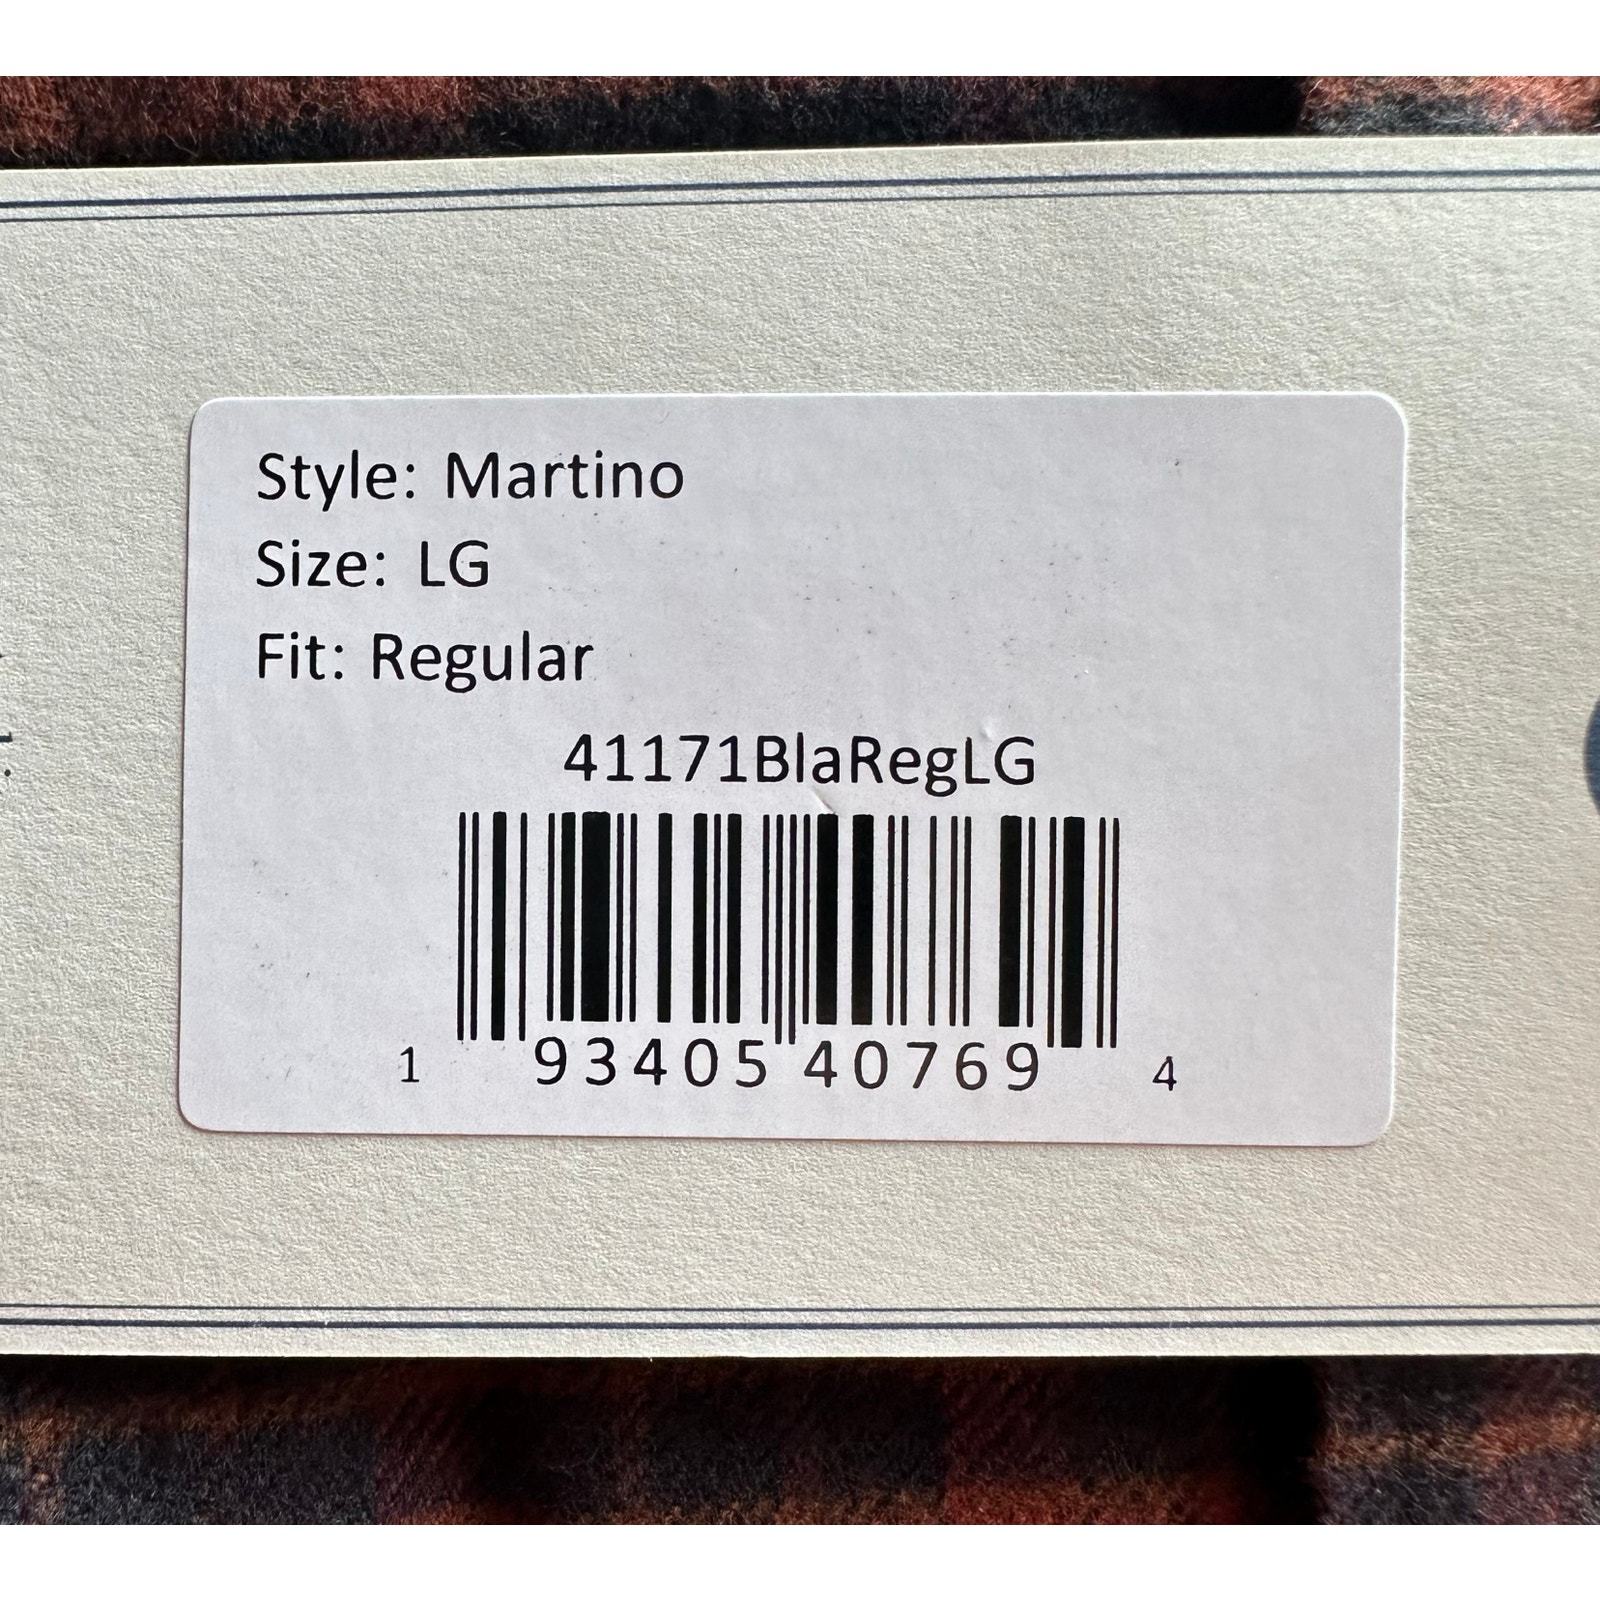 Style: Martino
Size: LG
Fit: Regular
41171BlaRegLG
1 93405 40769 4